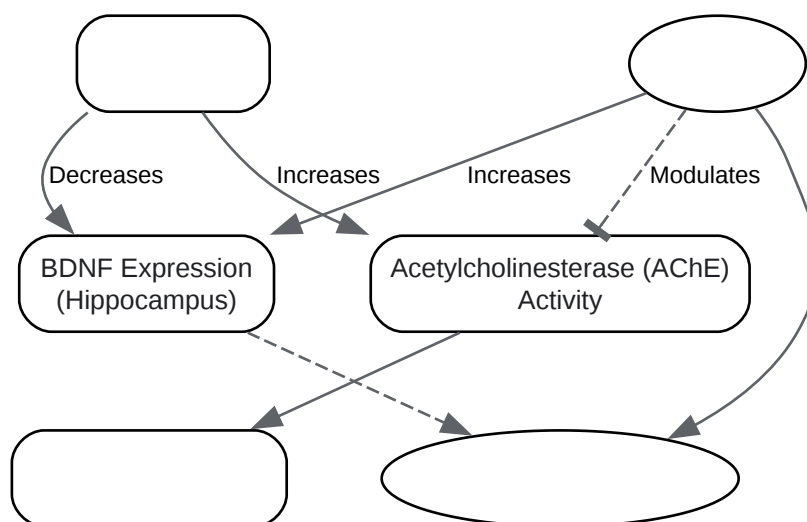 Decreases
Increases
Increases
Modulates
BDNF Expression
(Hippocampus)
Acetylcholinesterase (AChE)
Activity